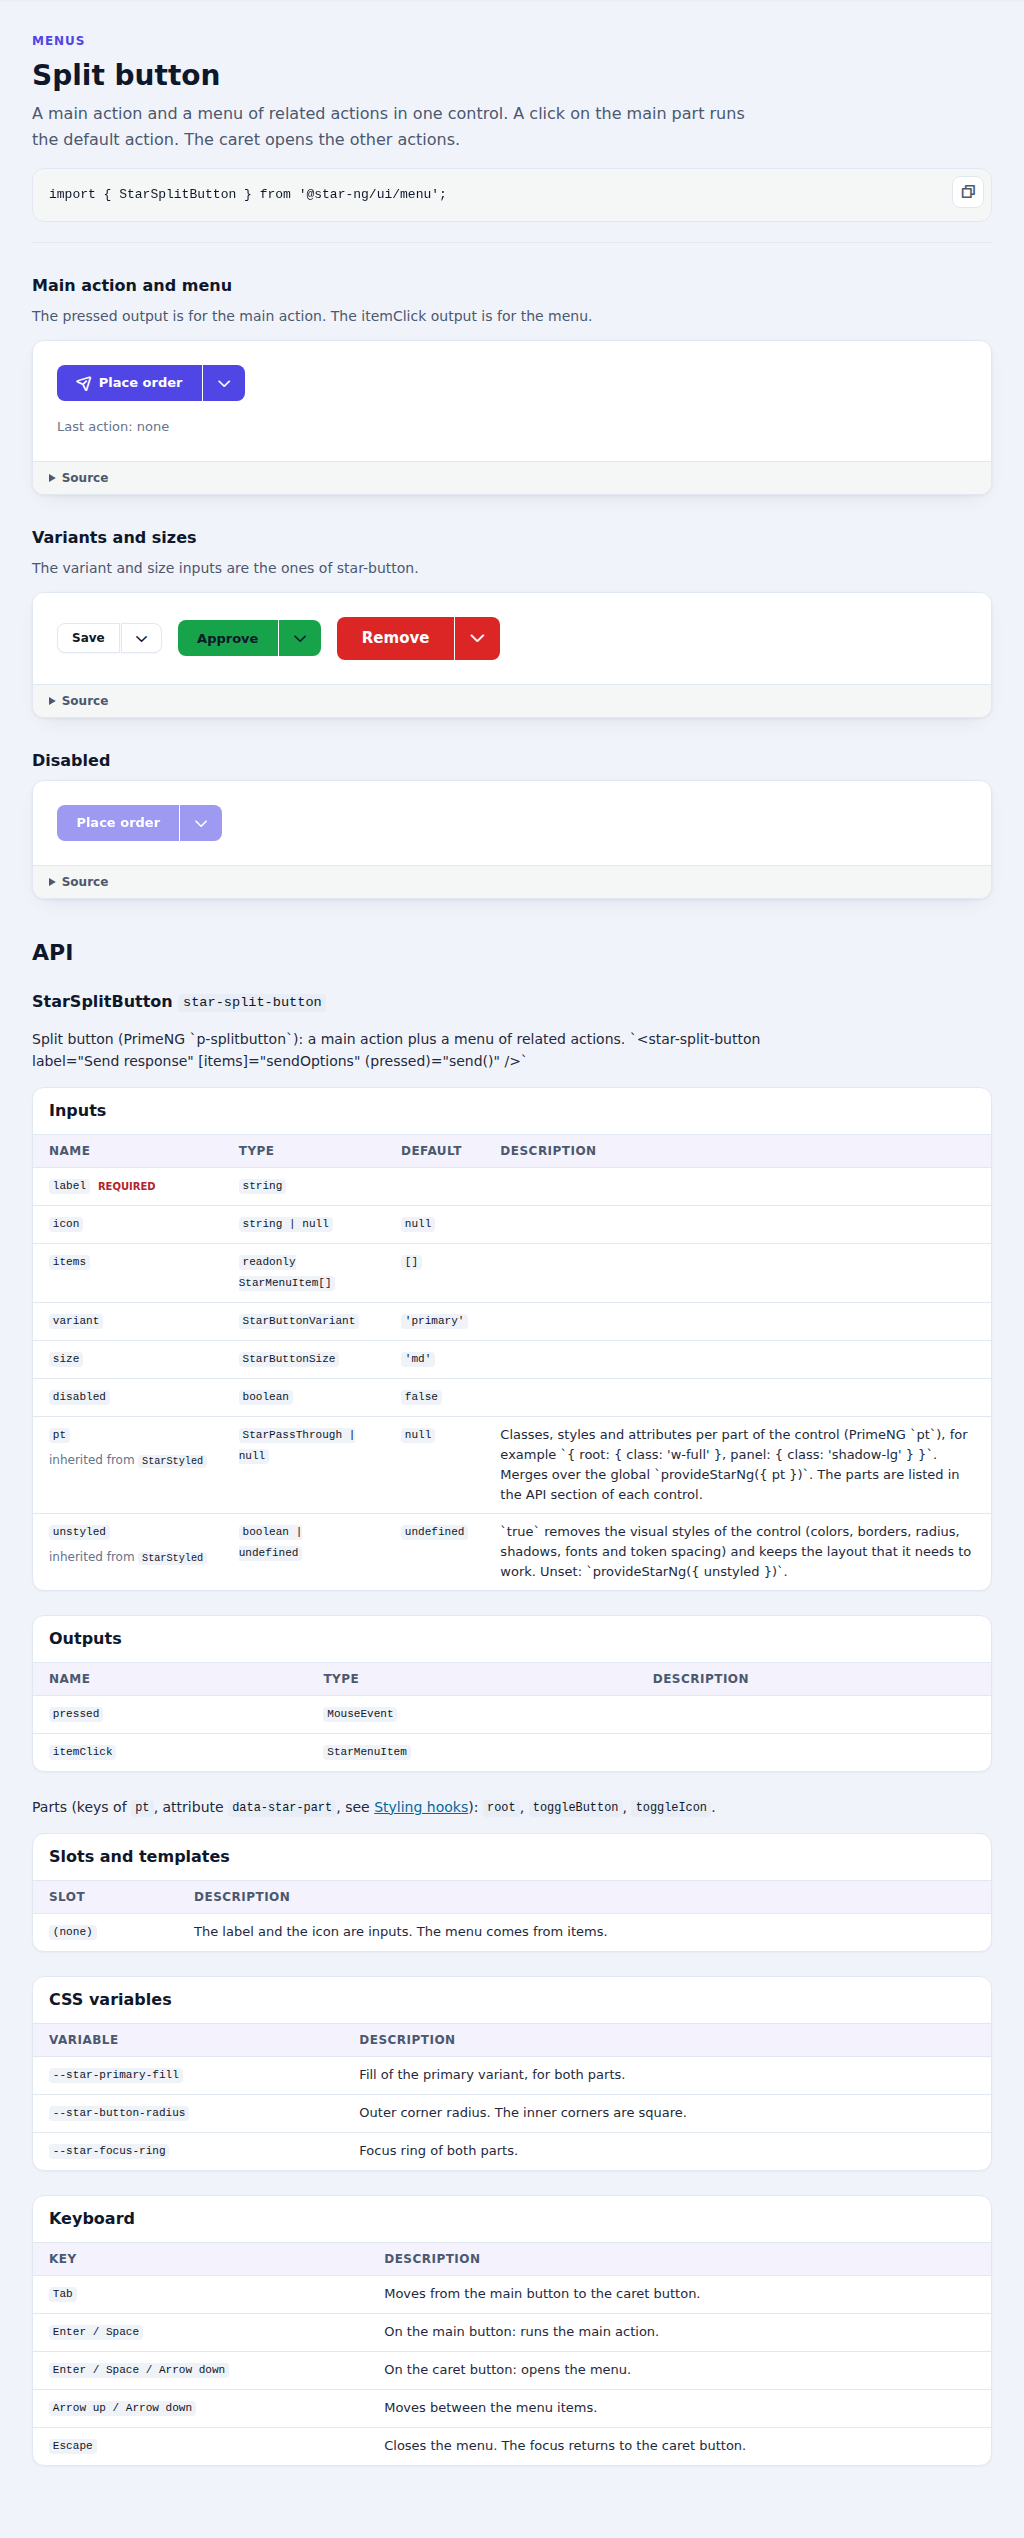 MENUS
Split button
A main action and a menu of related actions in one control. A click on the main part runs
the default action. The caret opens the other actions.
import { StarSplitButton } from '@star-ng/ui/menu';
Main action and menu
The pressed output is for the main action. The itemClick output is for the menu.
Place order
Last action: none
Source
Variants and sizes
The variant and size inputs are the ones of star-button.
Save Approve Remove
Source
Disabled
Place order
Source
API
StarSplitButton star-split-button
Split button (PrimeNG `p-splitbutton`): a main action plus a menu of related actions. `<star-split-button
label="Send response" [items]="sendOptions" (pressed)="send()" />`
Inputs
NAME TYPE DEFAULT DESCRIPTION
label REQUIRED string
icon string | null null
items readonly StarMenuItem[] []
variant StarButtonVariant 'primary'
size StarButtonSize 'md'
disabled boolean false
pt StarPassThrough | null null Classes, styles and attributes per part of the control (PrimeNG `pt`), for
inherited from StarStyled example `{ root: { class: 'w-full' }, panel: { class: 'shadow-lg' } }`.
Merges over the global `provideStarNg({ pt })`. The parts are listed in
the API section of each control.
unstyled boolean | undefined undefined `true` removes the visual styles of the control (colors, borders, radius,
inherited from StarStyled shadows, fonts and token spacing) and keeps the layout that it needs to
work. Unset: `provideStarNg({ unstyled })`.
Outputs
NAME TYPE DESCRIPTION
pressed MouseEvent
itemClick StarMenuItem
Parts (keys of pt, attribute data-star-part, see Styling hooks): root, toggleButton, toggleIcon.
Slots and templates
SLOT DESCRIPTION
(none) The label and the icon are inputs. The menu comes from items.
CSS variables
VARIABLE DESCRIPTION
--star-primary-fill Fill of the primary variant, for both parts.
--star-button-radius Outer corner radius. The inner corners are square.
--star-focus-ring Focus ring of both parts.
Keyboard
KEY DESCRIPTION
Tab Moves from the main button to the caret button.
Enter / Space On the main button: runs the main action.
Enter / Space / Arrow down On the caret button: opens the menu.
Arrow up / Arrow down Moves between the menu items.
Escape Closes the menu. The focus returns to the caret button.